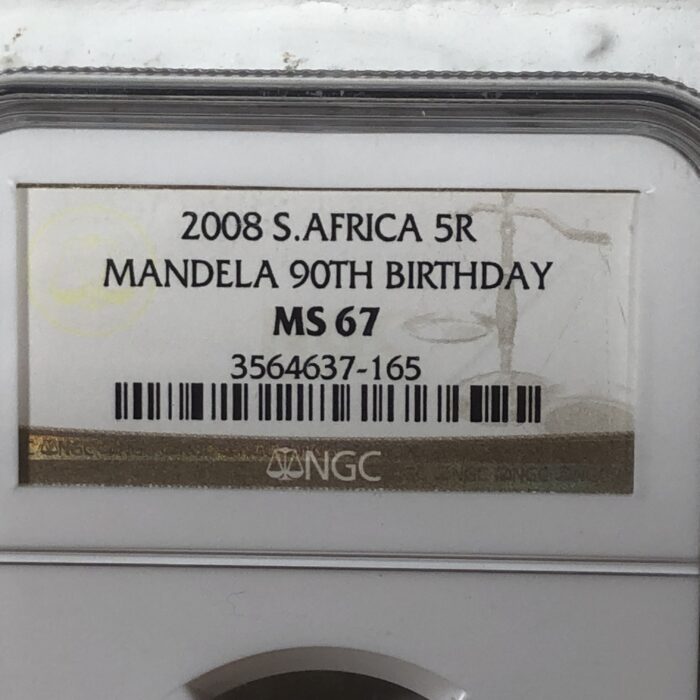 2008 S.AFRICA 5R
MANDELA 90TH BIRTHDAY
MS 67
3564637-165
NGC